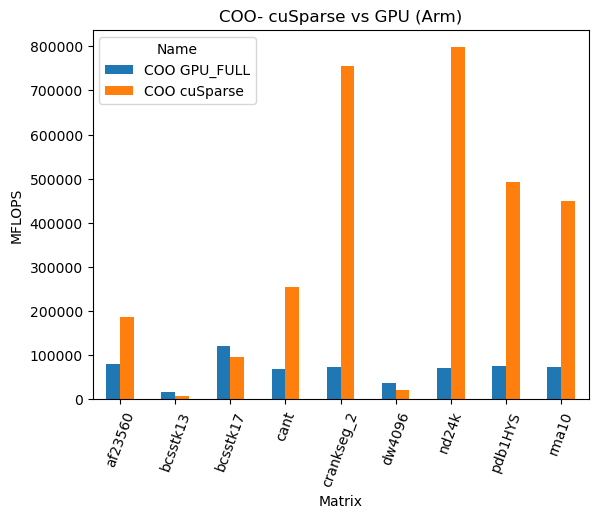 COO- cuSparse vs GPU (Arm)
Name
COO GPU_FULL
COO cuSparse
MFLOPS
800000
700000
600000
500000
400000
300000
200000
100000
0
af23560
bcsstk13
bcsstk17
cant
crankseg_2
dw4096
nd24k
pdb1HYS
rma10
Matrix